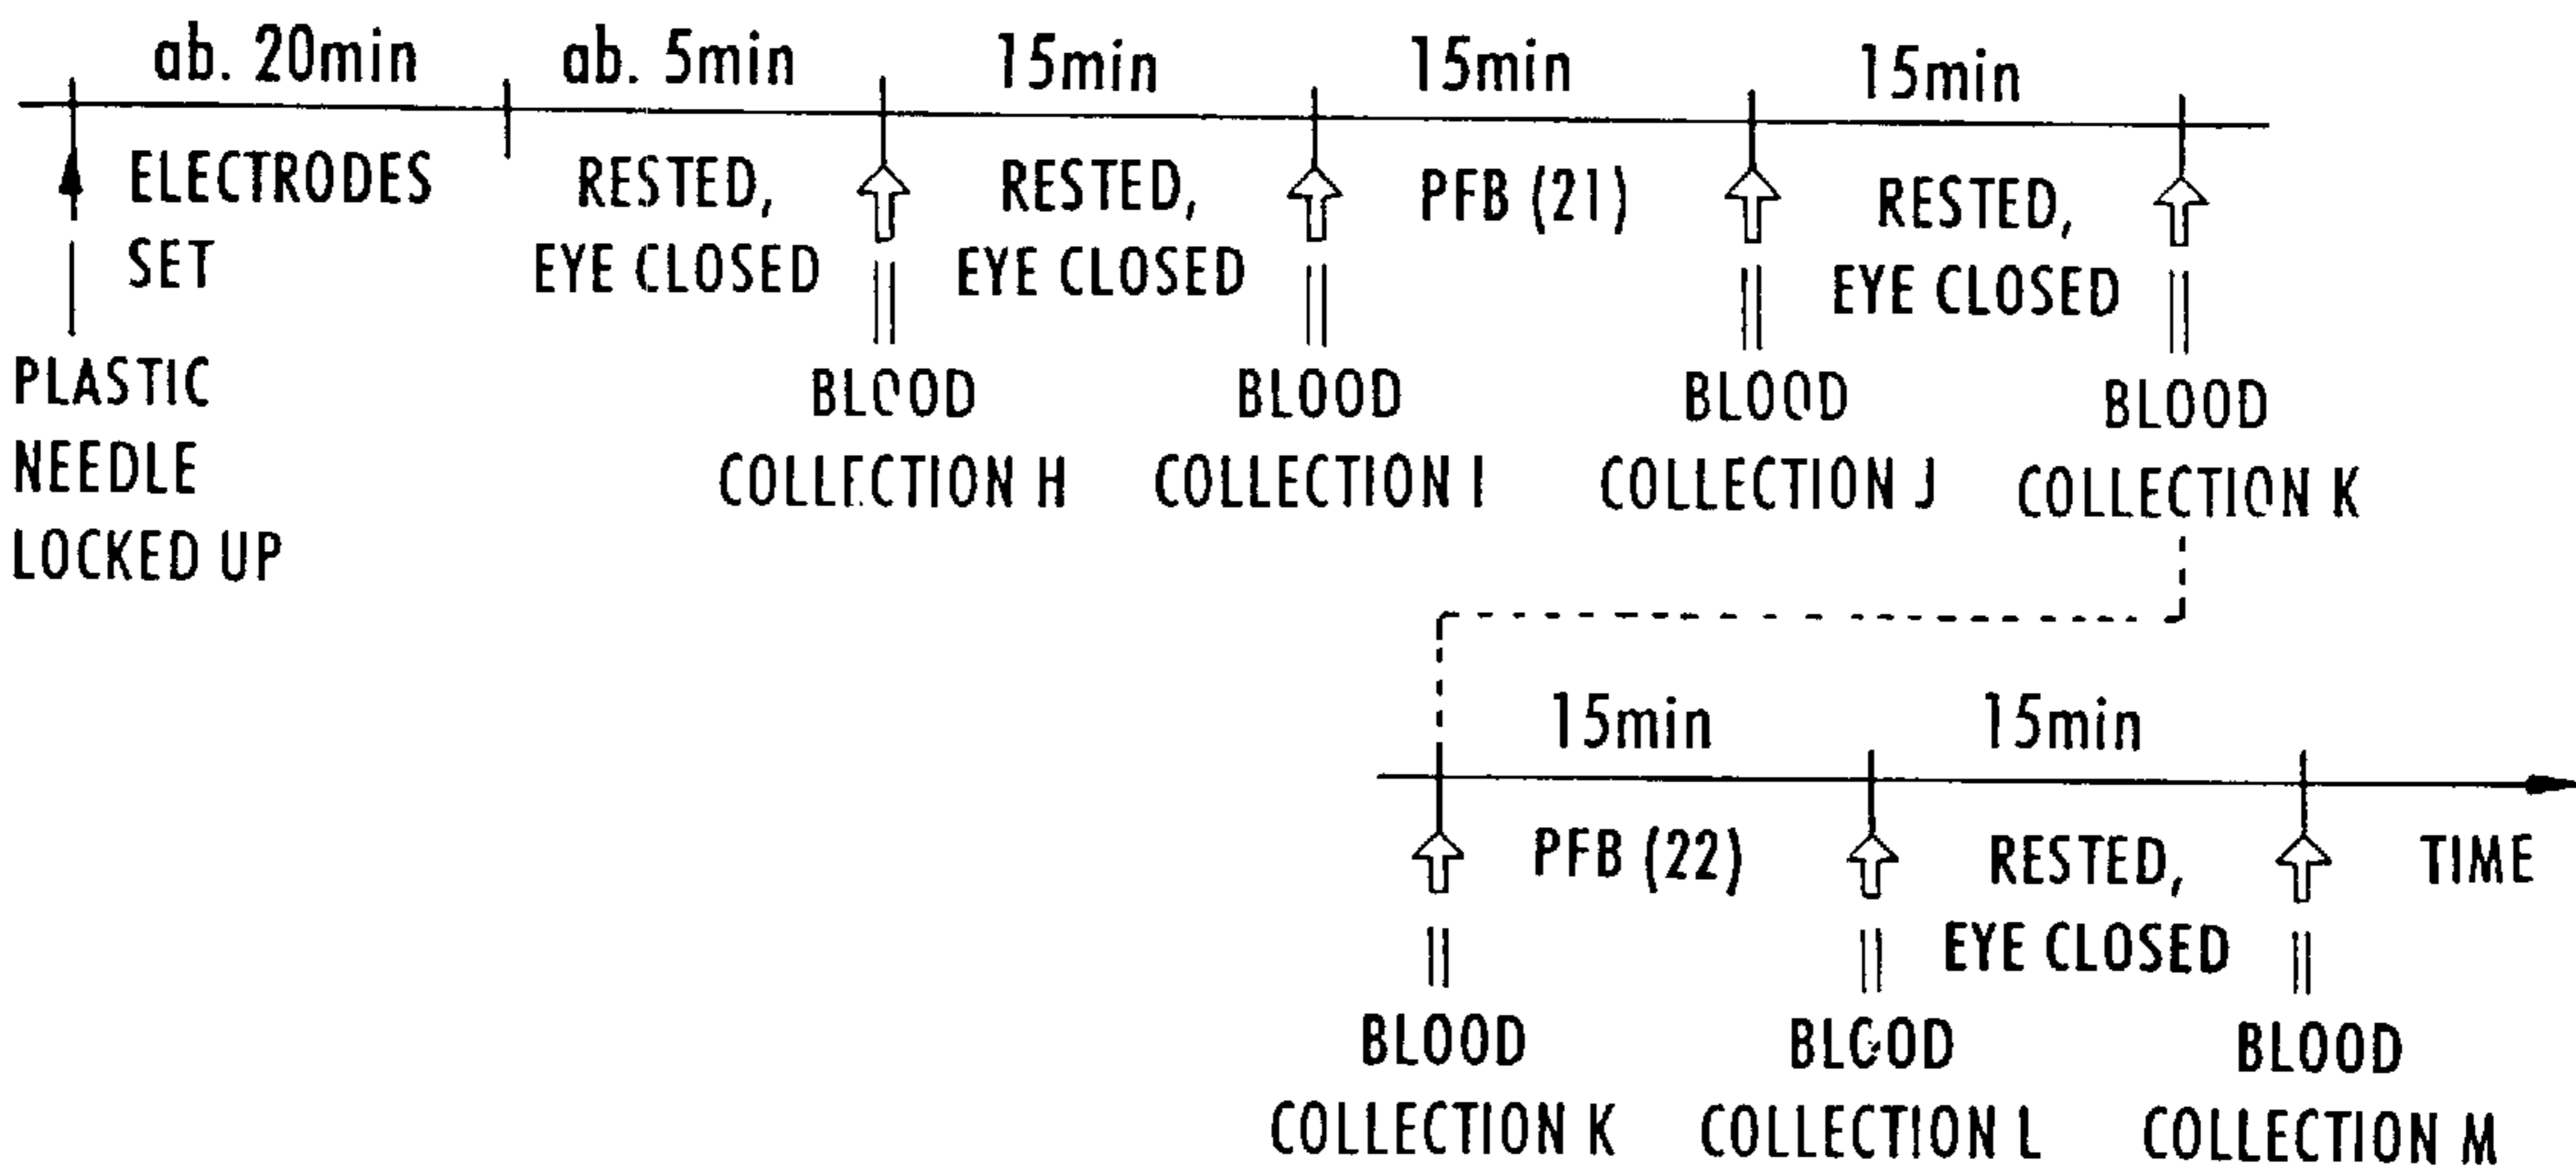 ab. 20min
ab. 5min
15min
15min
15min
ELECTRODES
SET
RESTED,
EYE CLOSED
RESTED,
EYE CLOSED
PFB (21)
RESTED,
EYE CLOSED
PLASTIC
NEEDLE
LOCKED UP
BLOOD
COLLECTION H
BLOOD
COLLECTION I
BLOOD
COLLECTION J
BLOOD
COLLECTION K
15min
15min
PFB (22)
RESTED,
EYE CLOSED
TIME
BLOOD
COLLECTION K
BLOOD
COLLECTION L
BLOOD
COLLECTION M